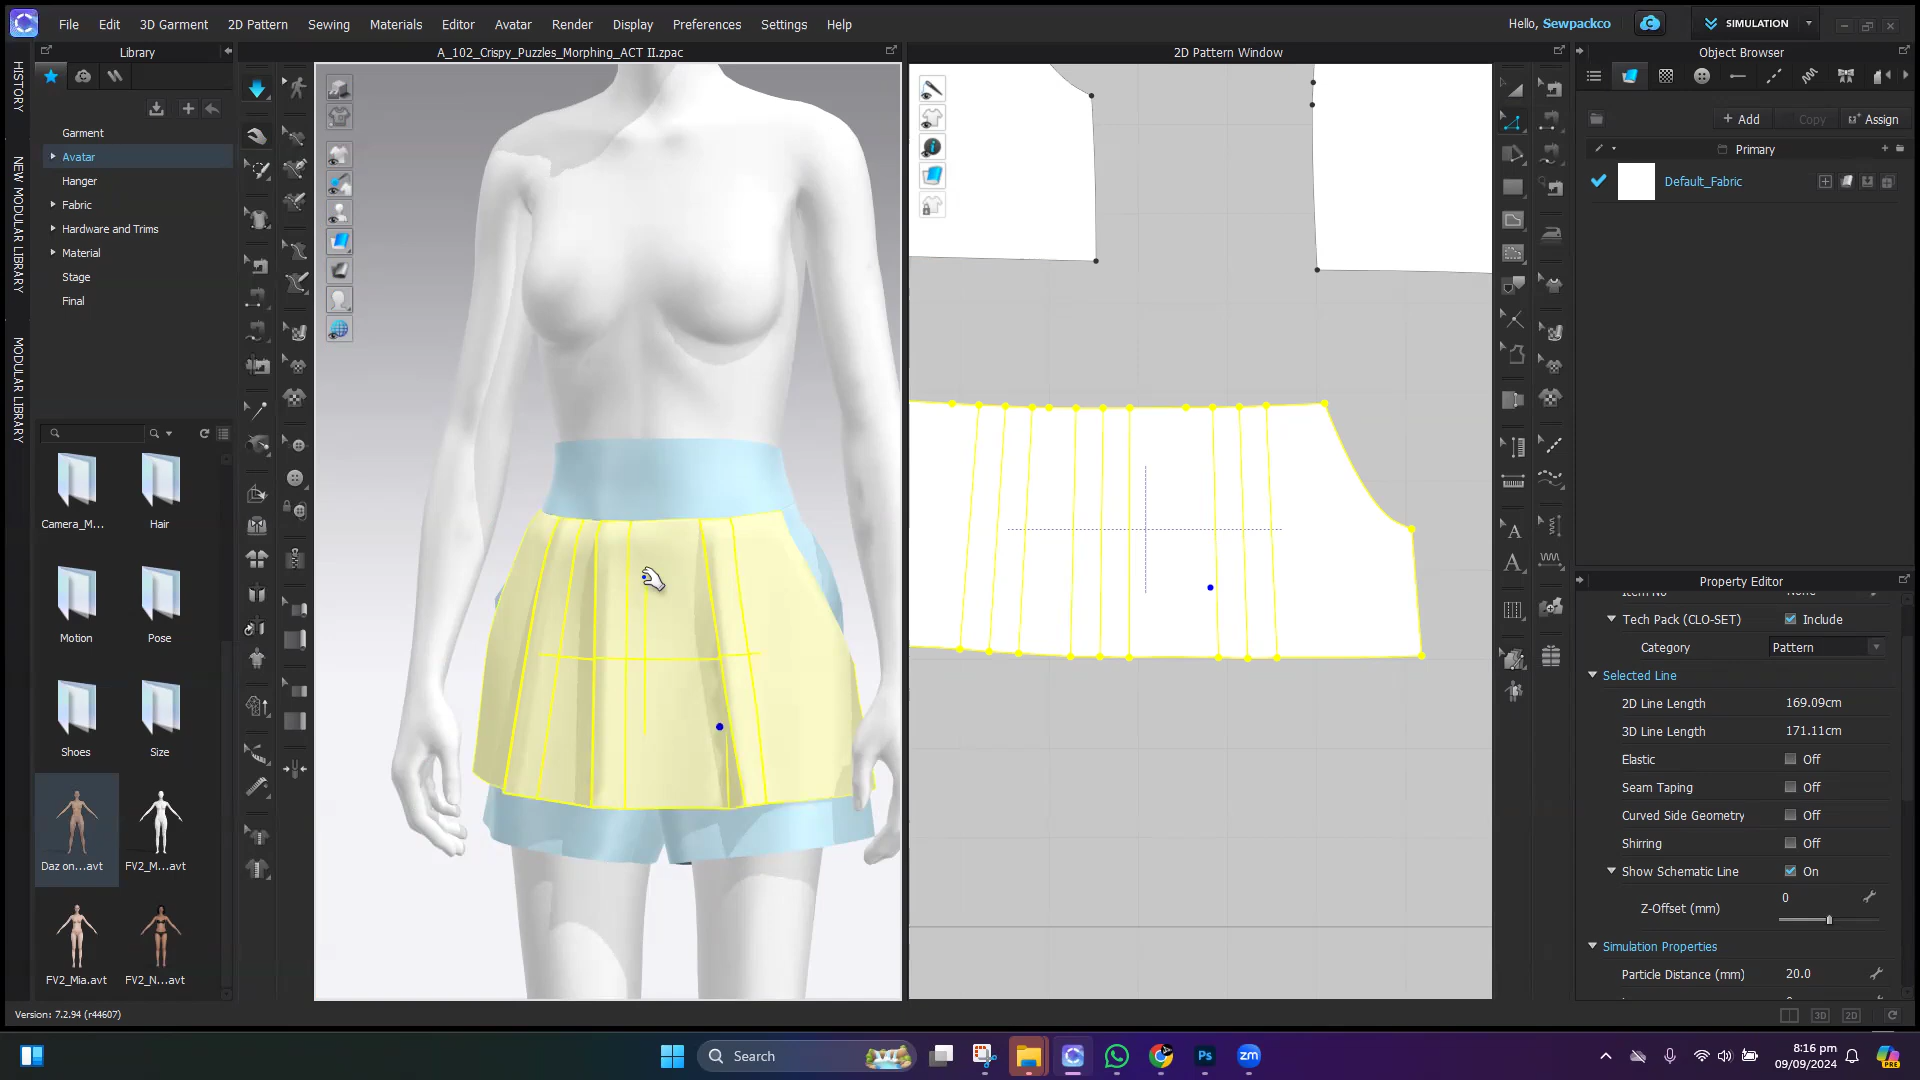 File Edit 3D Garment 2D Pattern Sewing Materials Editor Avatar Render Display Preferences Settings Help
Hello, Sewpackco
SIMULATION
Library
A_102_Crispy_Puzzles_Morphing_ACT II.zpac
2D Pattern Window
Object Browser
HISTORY
NEW MODULAR LIBRARY
MODULAR LIBRARY
Garment
Avatar
Hanger
Fabric
Hardware and Trims
Material
Stage
Final
Camera_M... Hair
Motion Pose
Shoes Size
Daz on....avt FV2_M....avt
FV2_Mia.avt FV2_N....avt
+ Add Copy Assign
Primary
Default_Fabric
Property Editor
Tech Pack (CLO-SET) Include
Category Pattern
Selected Line
2D Line Length 169.09cm
3D Line Length 171.11cm
Elastic Off
Seam Taping Off
Curved Side Geometry Off
Shirring Off
Show Schematic Line On
Z-Offset (mm) 0
Simulation Properties
Particle Distance (mm) 20.0
Version: 7.2.94 (r44607)
3D 2D
Search
Ps
zm
8:16 pm
09/09/2024
PRE